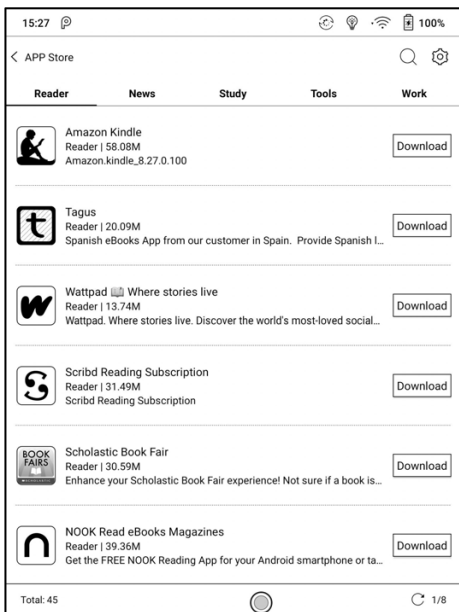 15:27 100%
APP Store
Reader News Study Tools Work
Amazon Kindle
Reader | 58.08M
Amazon.kindle_8.27.0.100
Download
t
Tagus
Reader | 20.09M
Spanish eBooks App from our customer in Spain. Provide Spanish l...
Download
Wattpad 📖 Where stories live
Reader | 13.74M
Wattpad. Where stories live. Discover the world's most-loved social...
Download
Scribd Reading Subscription
Reader | 31.49M
Scribd Reading Subscription
Download
BOOK
FAIRS
Scholastic Book Fair
Reader | 30.59M
Enhance your Scholastic Book Fair experience! Not sure if a book is...
Download
n
NOOK Read eBooks Magazines
Reader | 39.36M
Get the FREE NOOK Reading App for your Android smartphone or ta...
Download
Total: 45 1/8